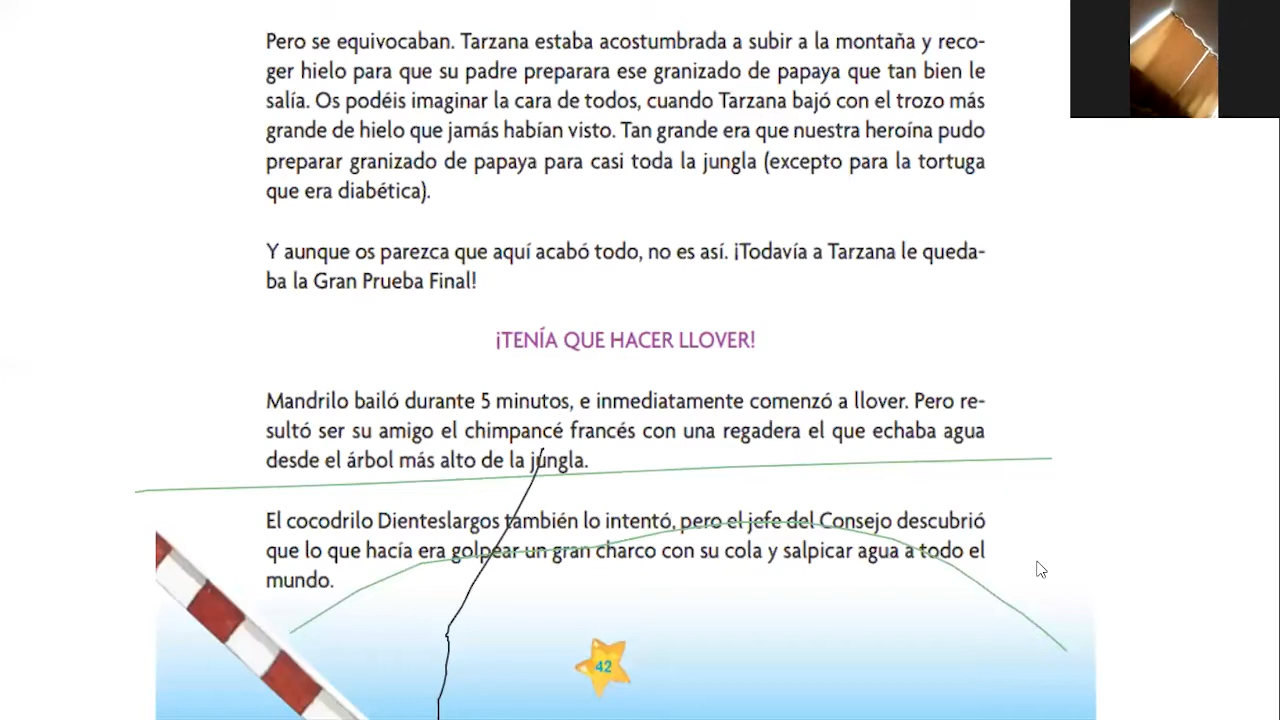 Pero se equivocaban. Tarzana estaba acostumbrada a subir a la montaña y reco-
ger hielo para que su padre preparara ese granizado de papaya que tan bien le
salía. Os podéis imaginar la cara de todos, cuando Tarzana bajó con el trozo más
grande de hielo que jamás habían visto. Tan grande era que nuestra heroína pudo
preparar granizado de papaya para casi toda la jungla (excepto para la tortuga
que era diabética).
Y aunque os parezca que aquí acabó todo, no es así. ¡Todavía a Tarzana le queda-
ba la Gran Prueba Final!
¡TENÍA QUE HACER LLOVER!
Mandrilo bailó durante 5 minutos, e inmediatamente comenzó a llover. Pero re-
sultó ser su amigo el chimpancé francés con una regadera el que echaba agua
desde el árbol más alto de la jungla.
El cocodrilo Dienteslargos también lo intentó, pero el jefe del Consejo descubrió
que lo que hacía era golpear un gran charco con su cola y salpicar agua a todo el
mundo.
42